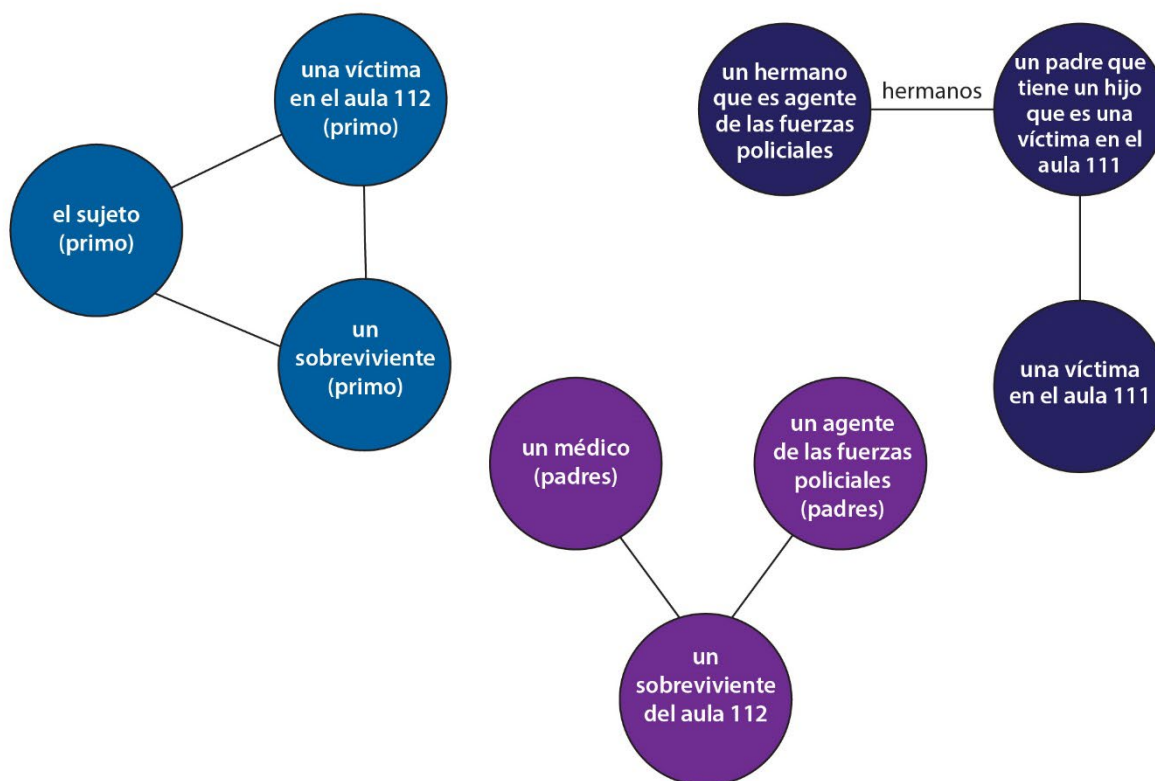 una víctima
en el aula 112
(primo)
el sujeto
(primo)
un
sobreviviente
(primo)
un hermano
que es agente
de las fuerzas
policiales
hermanos
un padre que
tiene un hijo
que es una
víctima en el
aula 111
una víctima
en el aula 111
un médico
(padres)
un agente
de las fuerzas
policiales
(padres)
un
sobreviviente
del aula 112